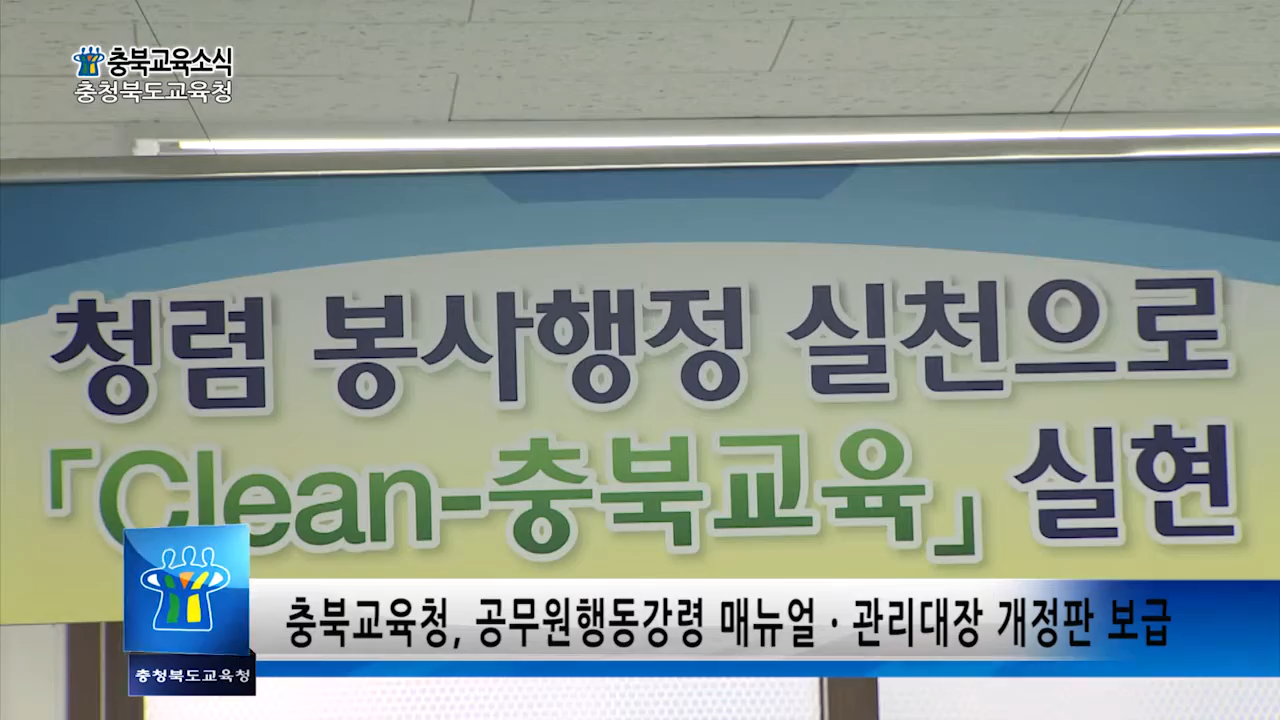 충북교육소식
충청북도교육청
청렴 봉사행정 실천으로
「Clean-충북교육」 실현
충북교육청, 공무원행동강령 매뉴얼·관리대장 개정판 보급
충청북도교육청